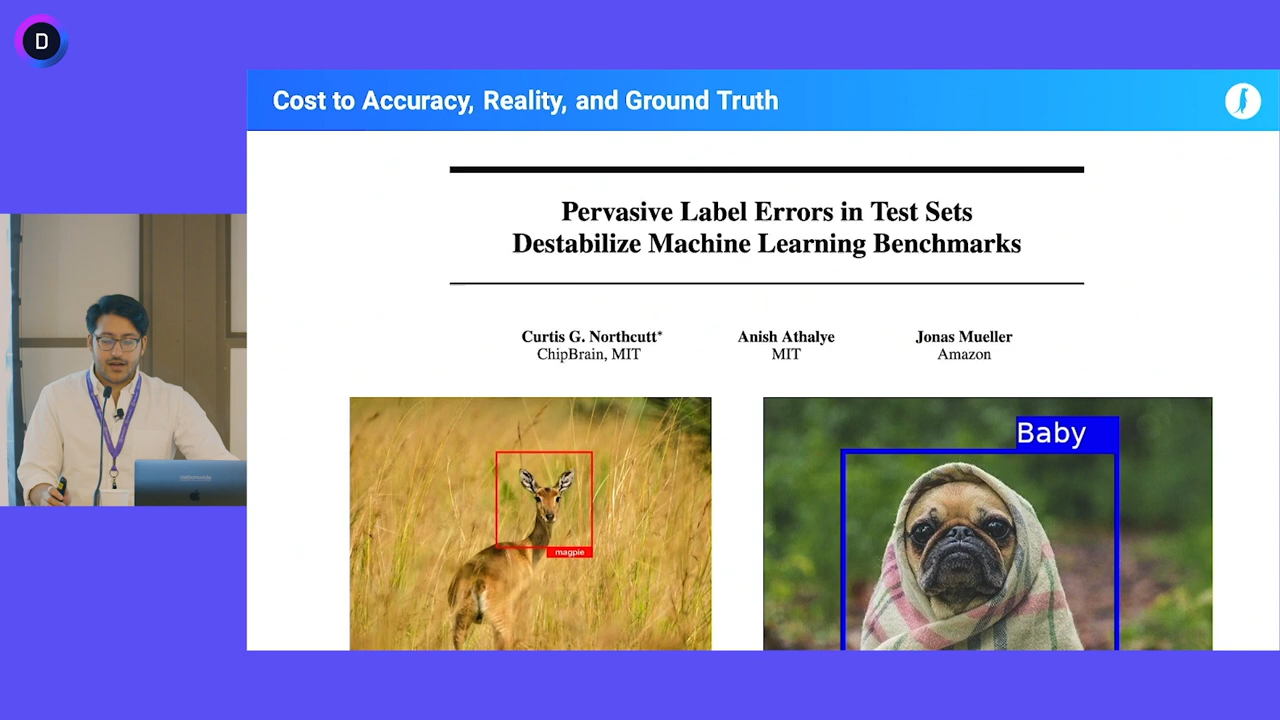 D
Cost to Accuracy, Reality, and Ground Truth
Pervasive Label Errors in Test Sets
Destabilize Machine Learning Benchmarks
Curtis G. Northcutt* Anish Athalye Jonas Mueller
ChipBrain, MIT MIT Amazon
magpie
Baby